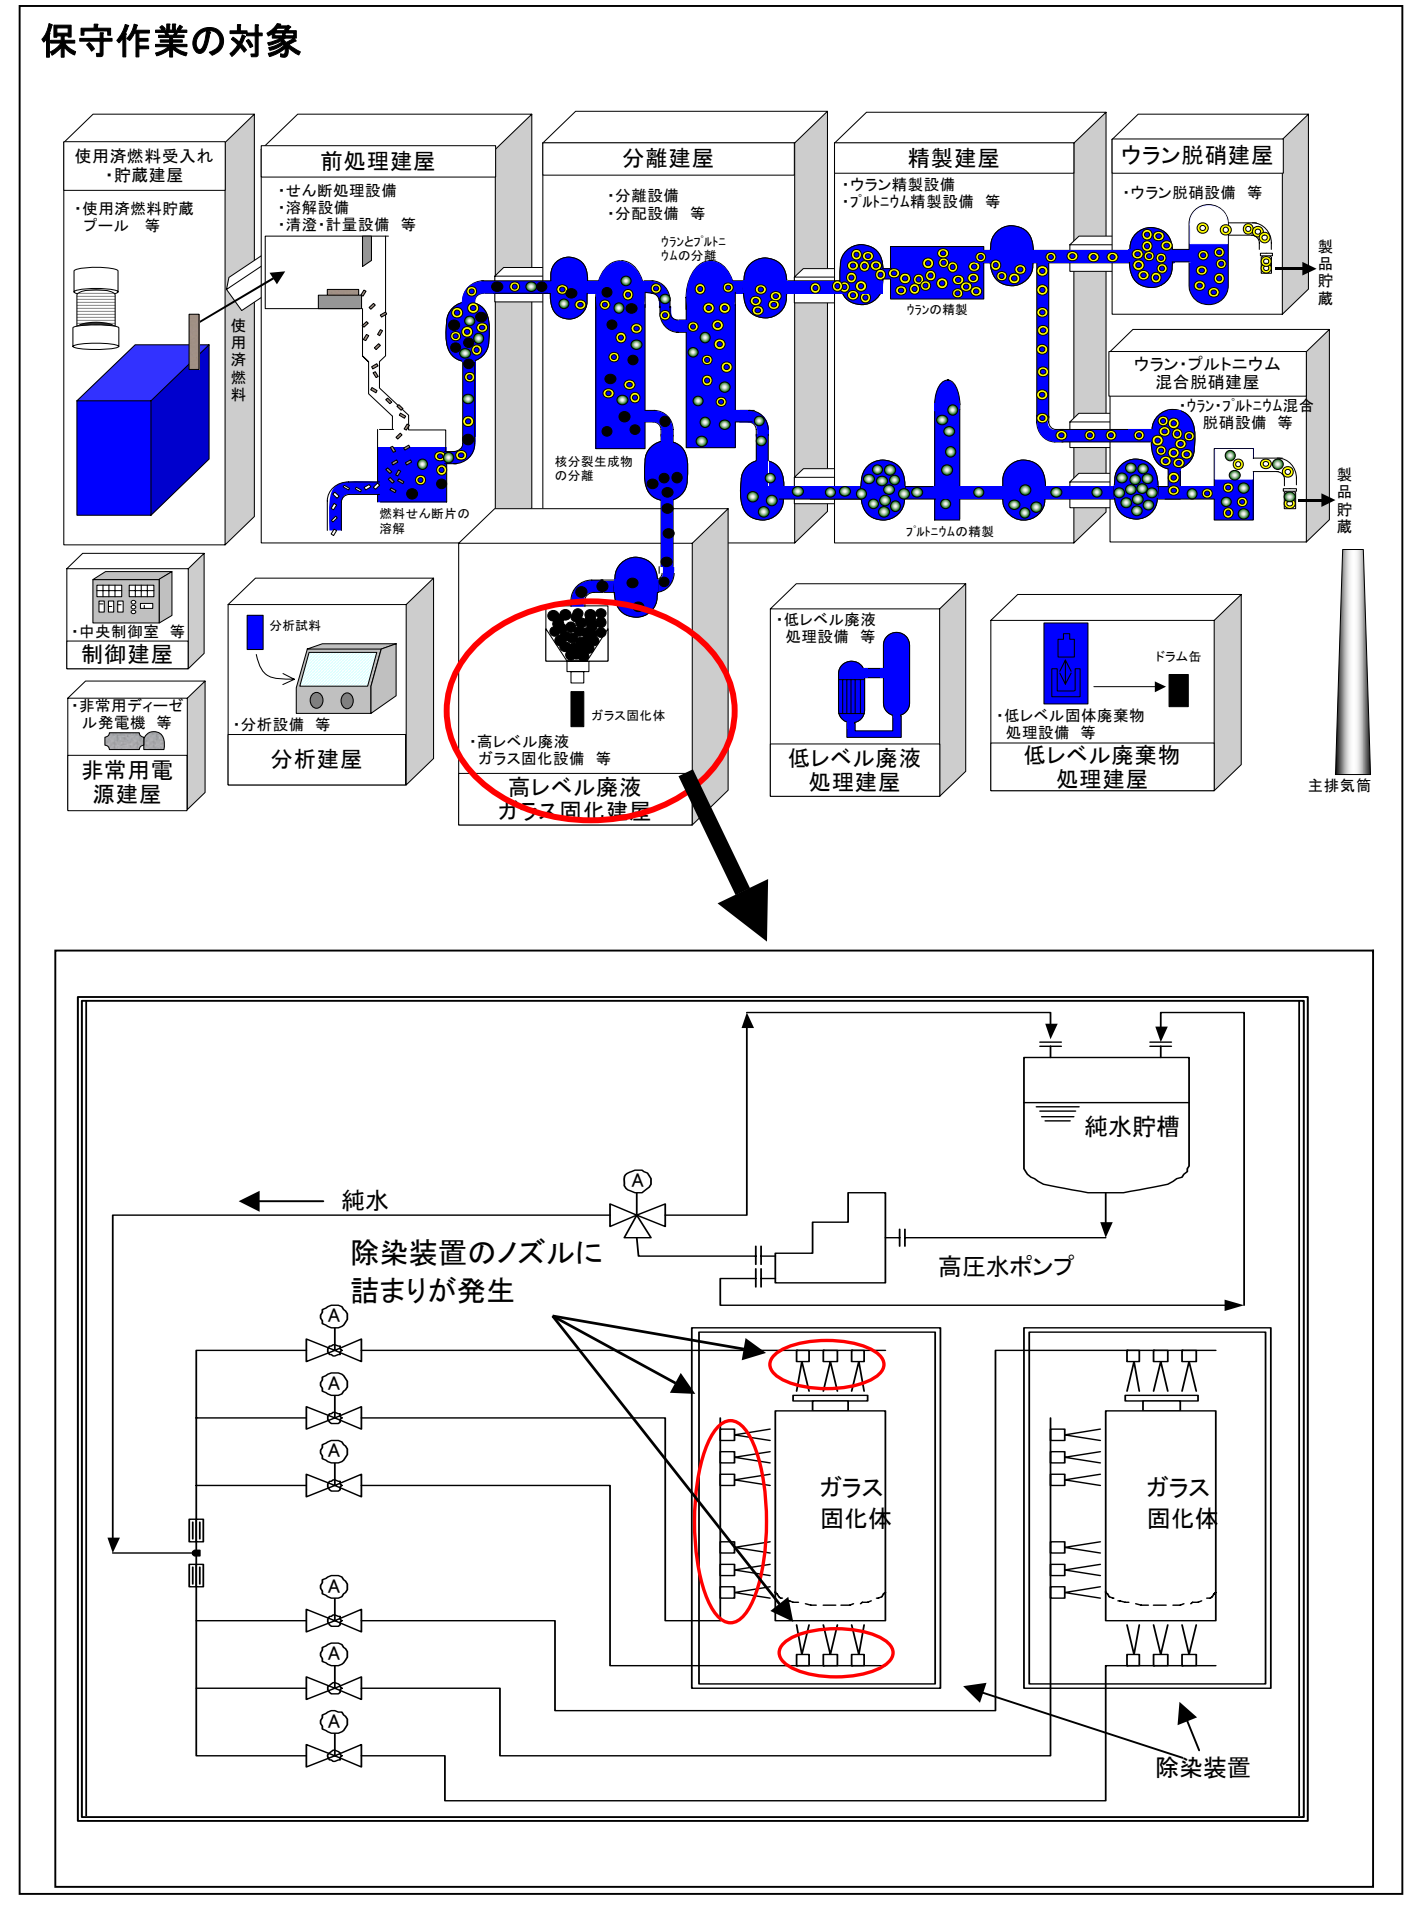 保守作業の対象
使用済燃料受入れ
・貯蔵建屋
・使用済燃料貯蔵
プール　等
使用済燃料
前処理建屋
・せん断処理設備
・溶解設備
・清澄・計量設備　等
燃料せん断片の
溶解
分離建屋
・分離設備
・分配設備　等
ウランとプルトニ
ウムの分離
核分裂生成物
の分離
精製建屋
・ウラン精製設備
・プルトニウム精製設備　等
ウランの精製
プルトニウムの精製
ウラン脱硝建屋
・ウラン脱硝設備　等
製品貯蔵
ウラン・プルトニウム
混合脱硝建屋
・ウラン・プルトニウム混合
脱硝設備　等
製品貯蔵
・中央制御室　等
制御建屋
・非常用ディーゼ
ル発電機　等
非常用電
源建屋
分析試料
・分析設備　等
分析建屋
ガラス固化体
・高レベル廃液
ガラス固化設備　等
高レベル廃液
ガラス固化建屋
・低レベル廃液
処理設備　等
低レベル廃液
処理建屋
ドラム缶
・低レベル固体廃棄物
処理設備　等
低レベル廃棄物
処理建屋
主排気筒
純水貯槽
A
純水
除染装置のノズルに
詰まりが発生
高圧水ポンプ
A
A
A
ガラス
固化体
ガラス
固化体
A
A
A
除染装置